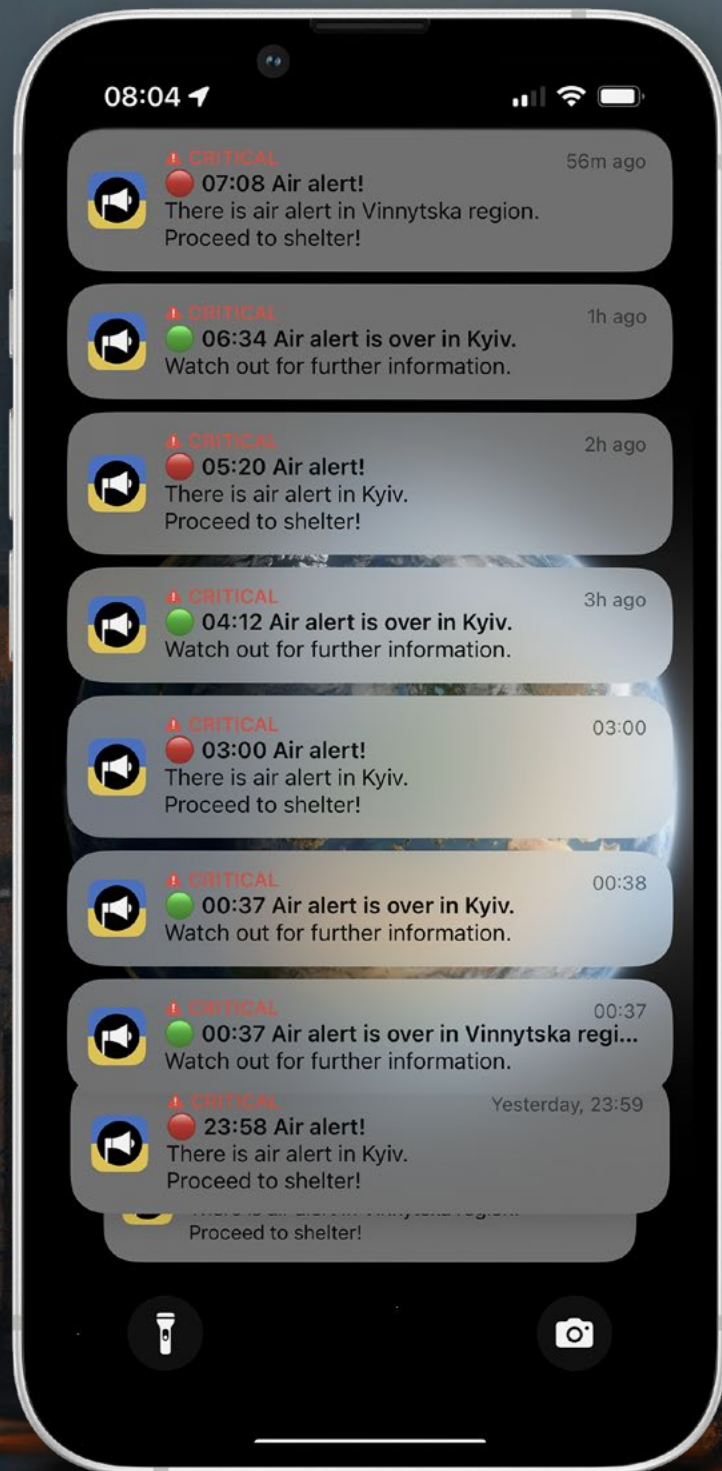 08:04
CRITICAL
56m ago
07:08 Air alert!
There is air alert in Vinnytska region.
Proceed to shelter!
CRITICAL
1h ago
06:34 Air alert is over in Kyiv.
Watch out for further information.
CRITICAL
2h ago
05:20 Air alert!
There is air alert in Kyiv.
Proceed to shelter!
CRITICAL
3h ago
04:12 Air alert is over in Kyiv.
Watch out for further information.
CRITICAL
03:00
03:00 Air alert!
There is air alert in Kyiv.
Proceed to shelter!
CRITICAL
00:38
00:37 Air alert is over in Kyiv.
Watch out for further information.
CRITICAL
00:37
00:37 Air alert is over in Vinnytska regi...
Watch out for further information.
CRITICAL
Yesterday, 23:59
23:58 Air alert!
There is air alert in Kyiv.
Proceed to shelter!
Proceed to shelter!